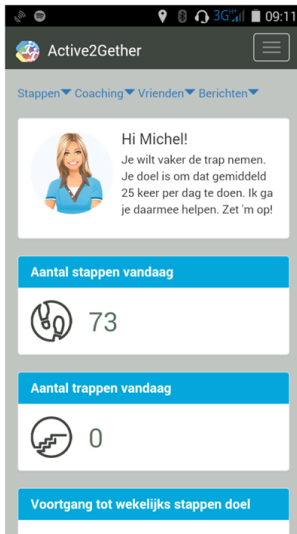 3G 09:11
Active2Gether
Stappen Coaching Vrienden Berichten
Hi Michel!
Je wilt vaker de trap nemen.
Je doel is om dat gemiddeld
25 keer per dag te doen. Ik ga
je daarmee helpen. Zet 'm op!
Aantal stappen vandaag
73
Aantal trappen vandaag
0
Voortgang tot wekelijks stappen doel